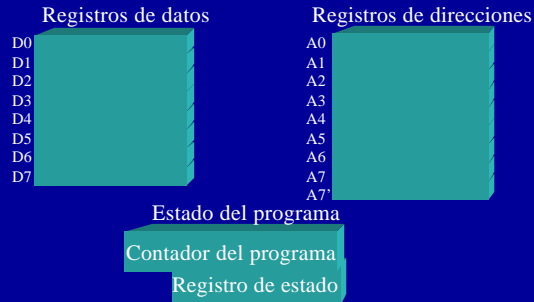 Registros de datos
D0
D1
D2
D3
D4
D5
D6
D7
Registros de direcciones
A0
A1
A2
A3
A4
A5
A6
A7
A7’
Estado del programa
Contador del programa
Registro de estado